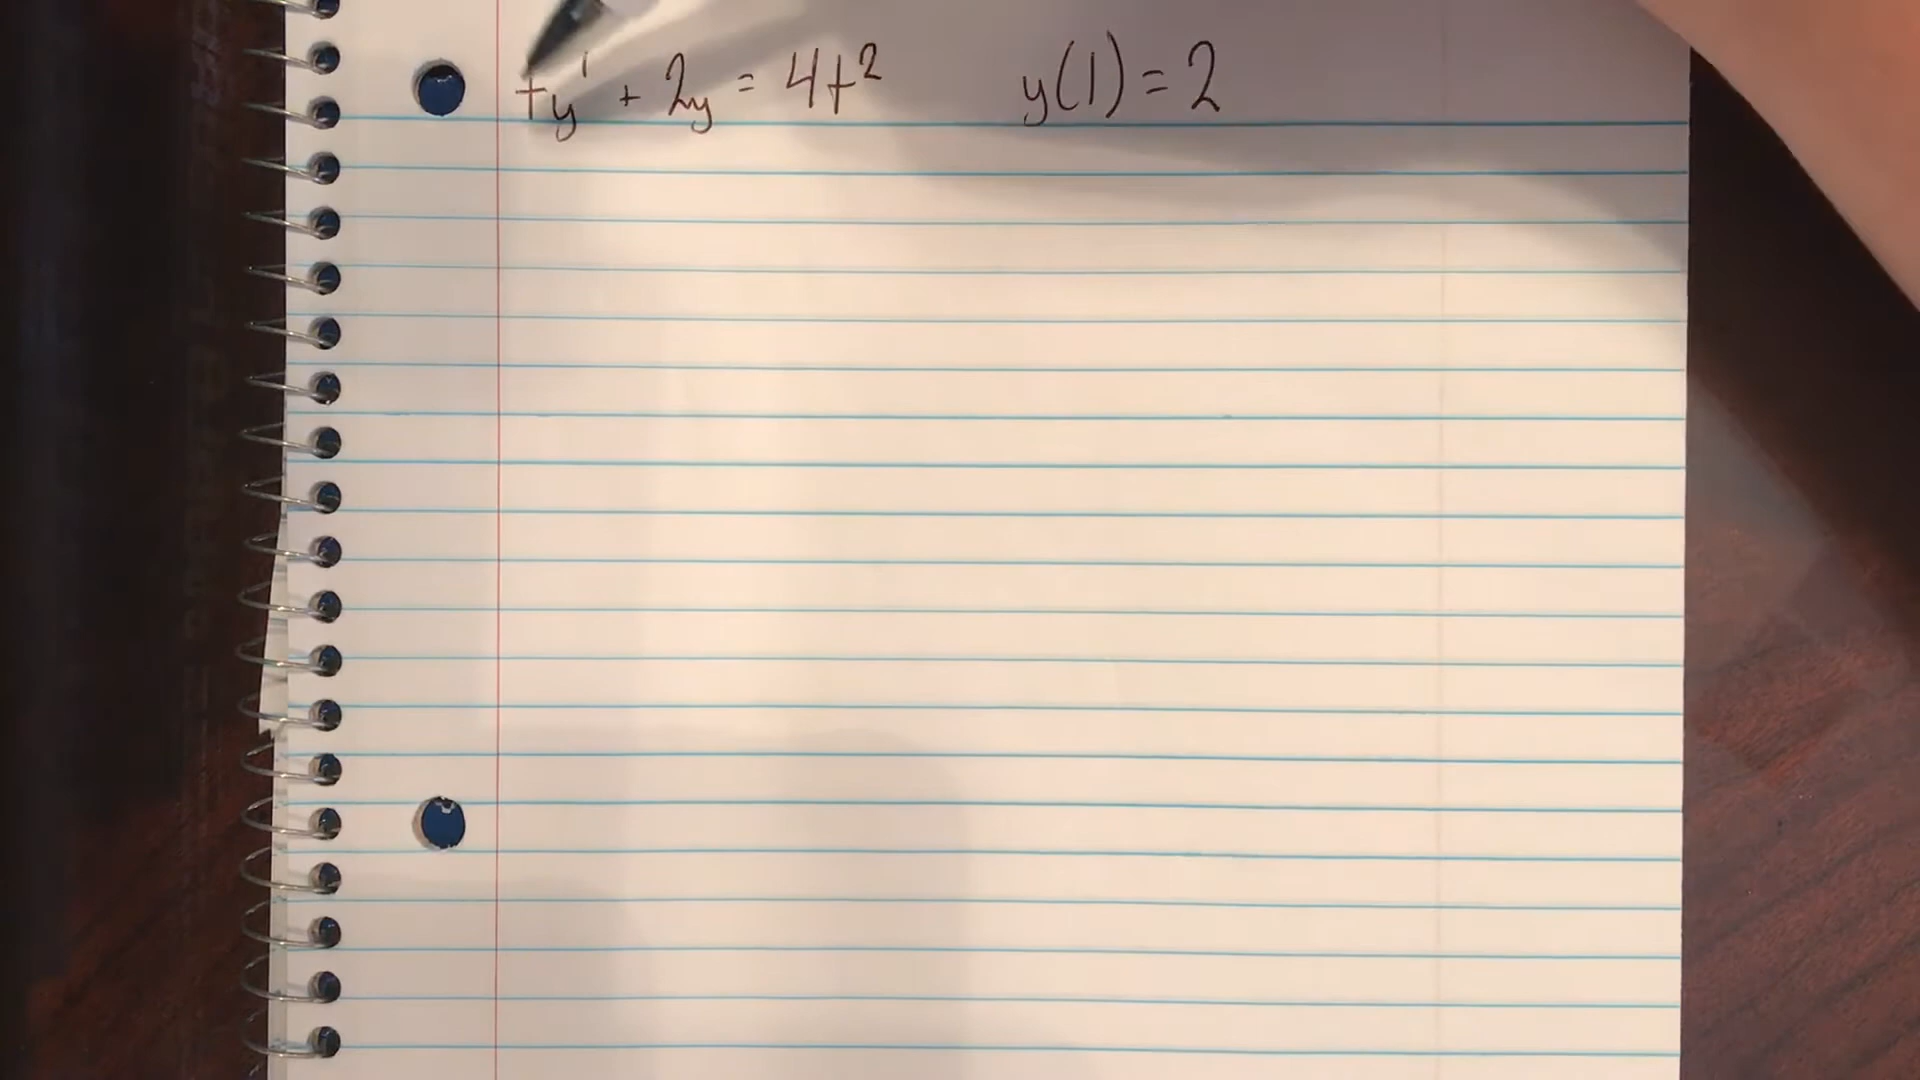 ty' + 2y = 4t² y(1) = 2